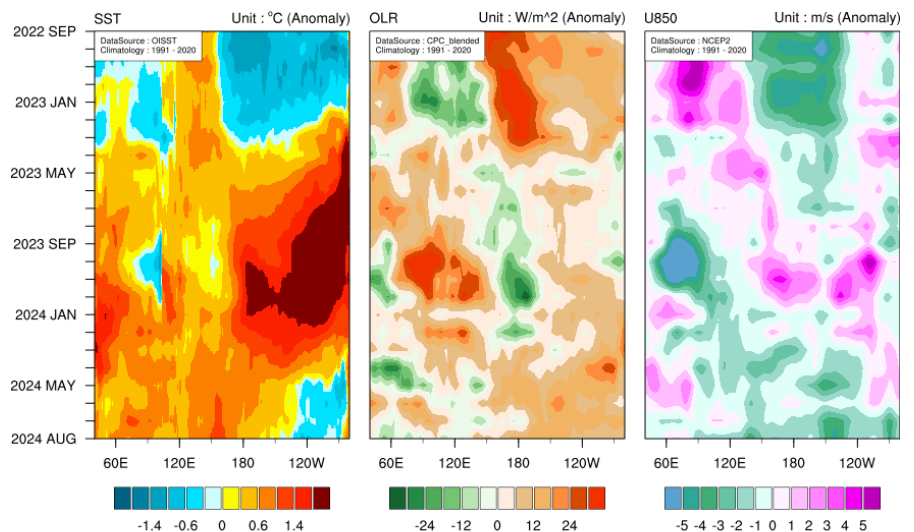 SST Unit : °C (Anomaly)
OLR Unit : W/m^2 (Anomaly)
U850 Unit : m/s (Anomaly)
DataSource : OISST
Climatology : 1991 - 2020
DataSource : CPC_blended
Climatology : 1991 - 2020
DataSource : NCEP2
Climatology : 1991 - 2020
2022 SEP
2023 JAN
2023 MAY
2023 SEP
2024 JAN
2024 MAY
2024 AUG
60E 120E 180 120W
60E 120E 180 120W
60E 120E 180 120W
-1.4 -0.6 0 0.6 1.4
-24 -12 0 12 24
-5 -4 -3 -2 -1 0 1 2 3 4 5